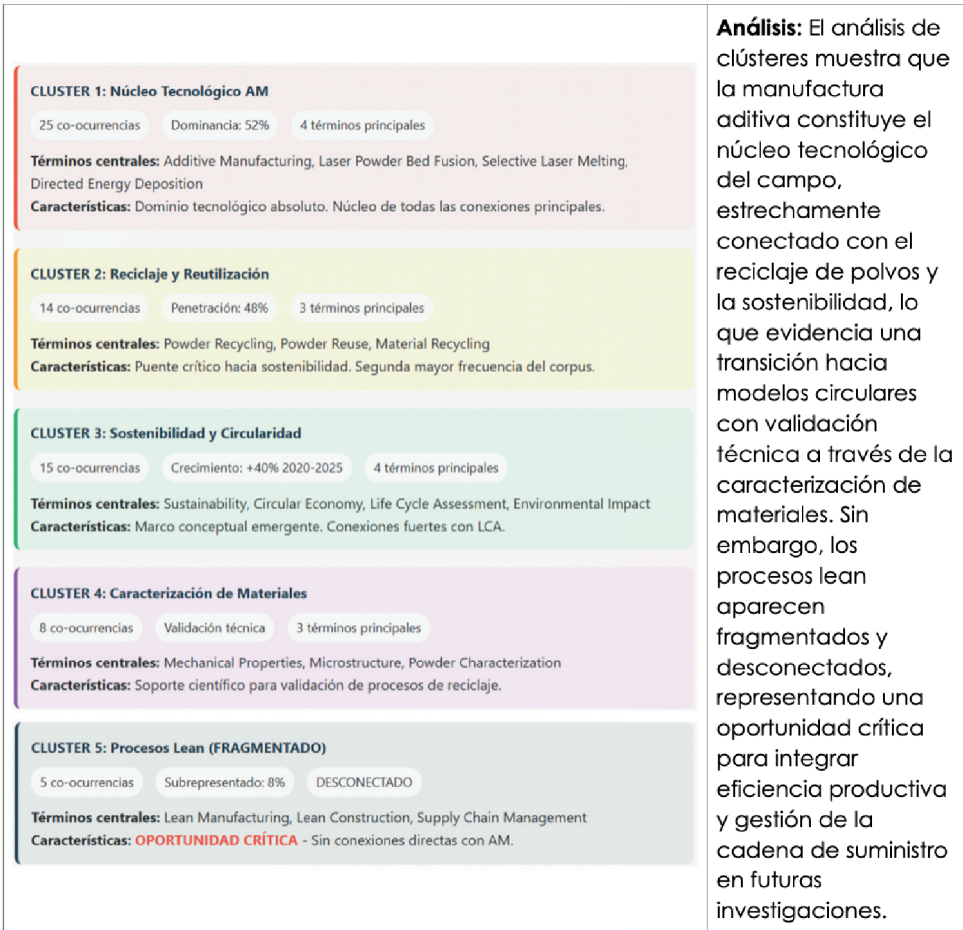 CLUSTER 1: Núcleo Tecnológico AM
25 co-ocurrencias Dominancia: 52% 4 términos principales
Términos centrales: Additive Manufacturing, Laser Powder Bed Fusion, Selective Laser Melting,
Directed Energy Deposition
Características: Dominio tecnológico absoluto. Núcleo de todas las conexiones principales.
CLUSTER 2: Reciclaje y Reutilización
14 co-ocurrencias Penetración: 48% 3 términos principales
Términos centrales: Powder Recycling, Powder Reuse, Material Recycling
Características: Puente crítico hacia sostenibilidad. Segunda mayor frecuencia del corpus.
CLUSTER 3: Sostenibilidad y Circularidad
15 co-ocurrencias Crecimiento: +40% 2020-2025 4 términos principales
Términos centrales: Sustainability, Circular Economy, Life Cycle Assessment, Environmental Impact
Características: Marco conceptual emergente. Conexiones fuertes con LCA.
CLUSTER 4: Caracterización de Materiales
8 co-ocurrencias Validación técnica 3 términos principales
Términos centrales: Mechanical Properties, Microstructure, Powder Characterization
Características: Soporte científico para validación de procesos de reciclaje.
CLUSTER 5: Procesos Lean (FRAGMENTADO)
5 co-ocurrencias Subrepresentado: 8% DESCONECTADO
Términos centrales: Lean Manufacturing, Lean Construction, Supply Chain Management
Características: OPORTUNIDAD CRÍTICA - Sin conexiones directas con AM.
Análisis: El análisis de
clústeres muestra que
la manufactura
aditiva constituye el
núcleo tecnológico
del campo,
estrechamente
conectado con el
reciclaje de polvos y
la sostenibilidad, lo
que evidencia una
transición hacia
modelos circulares
con validación
técnica a través de la
caracterización de
materiales. Sin
embargo, los
procesos lean
aparecen
fragmentados y
desconectados,
representando una
oportunidad crítica
para integrar
eficiencia productiva
y gestión de la
cadena de suministro
en futuras
investigaciones.